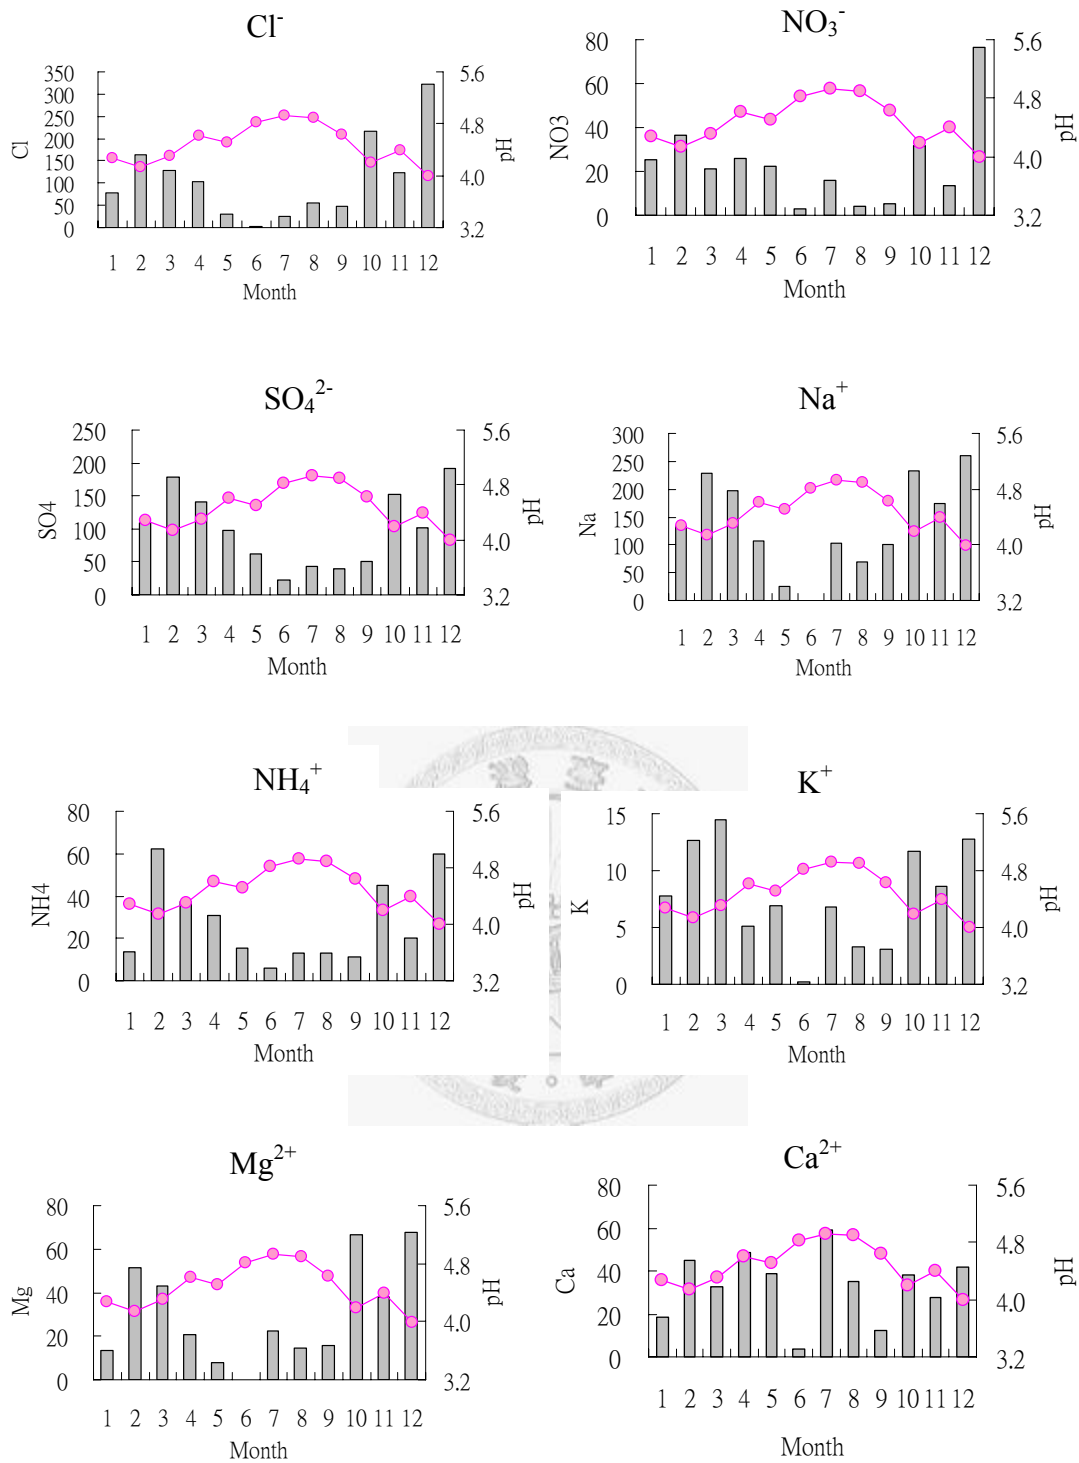 Cl-
350
300
250
200
150
100
50
0
Cl
5.6
4.8
4.0
3.2
pH
1 2 3 4 5 6 7 8 9 10 11 12
Month
NO3-
80
60
40
20
0
NO3
5.6
4.8
4.0
3.2
pH
1 2 3 4 5 6 7 8 9 10 11 12
Month
SO42-
250
200
150
100
50
0
SO4
5.6
4.8
4.0
3.2
pH
1 2 3 4 5 6 7 8 9 10 11 12
Month
Na+
300
250
200
150
100
50
0
Na
5.6
4.8
4.0
3.2
pH
1 2 3 4 5 6 7 8 9 10 11 12
Month
NH4+
80
60
40
20
0
NH4
5.6
4.8
4.0
3.2
pH
1 2 3 4 5 6 7 8 9 10 11 12
Month
K+
15
10
5
0
K
5.6
4.8
4.0
3.2
pH
1 2 3 4 5 6 7 8 9 10 11 12
Month
Mg2+
80
60
40
20
0
Mg
5.6
4.8
4.0
3.2
pH
1 2 3 4 5 6 7 8 9 10 11 12
Month
Ca2+
80
60
40
20
0
Ca
5.6
4.8
4.0
3.2
pH
1 2 3 4 5 6 7 8 9 10 11 12
Month